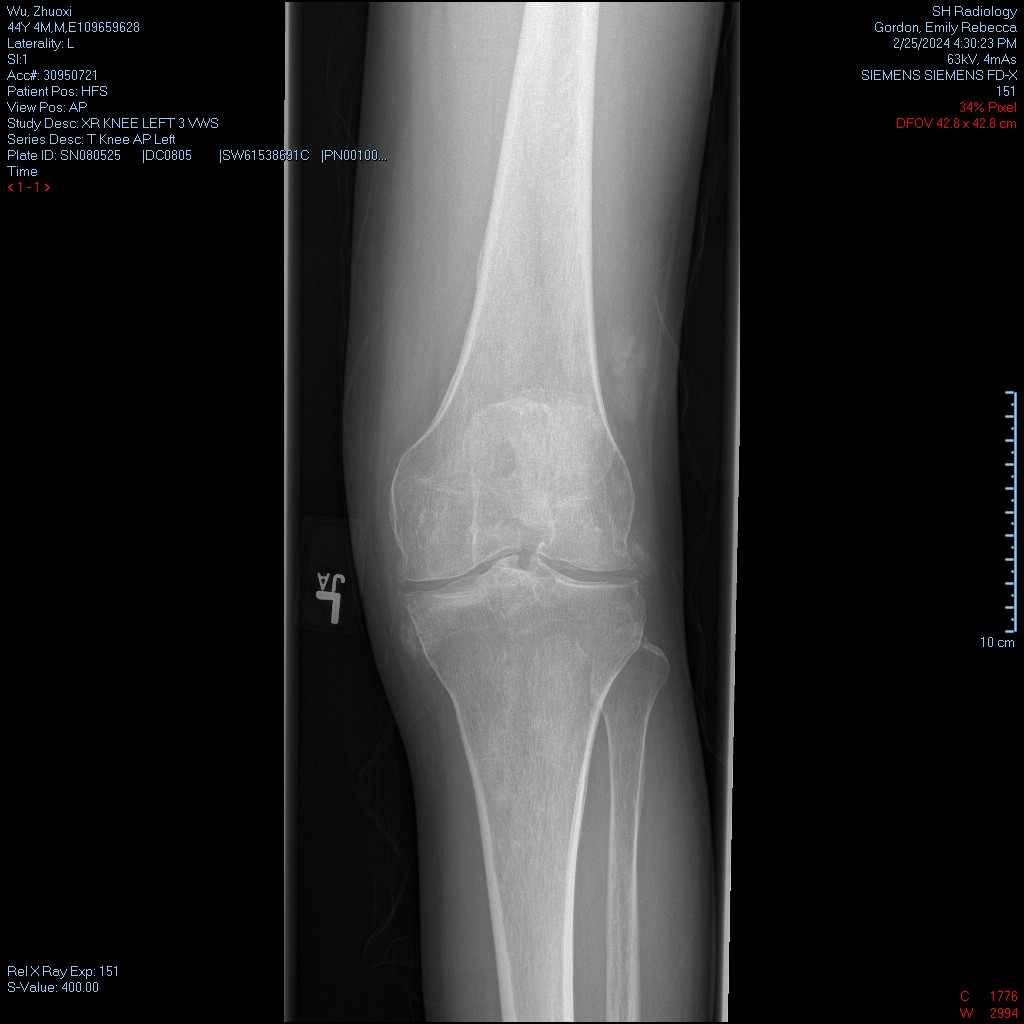 Wu, Zhuoxi
44Y 4M,M,E109659628
Laterality: L
SI:1
Acc#: 30950721
Patient Pos: HFS
View Pos: AP
Study Desc: XR KNEE LEFT 3 VWS
Series Desc: T Knee AP Left
Plate ID: SN080525 |DC0805 |SW61538691C |PN00100...
Time
<1-1>
SH Radiology
Gordon, Emily Rebecca
2/25/2024 4:30:23 PM
63kV, 4mAs
SIEMENS SIEMENS FD-X
151
34% Pixel
DFOV 42.8 x 42.8 cm
JA
L
10 cm
Rel X Ray Exp: 151
S-Value: 400.00
C 1776
W 2994